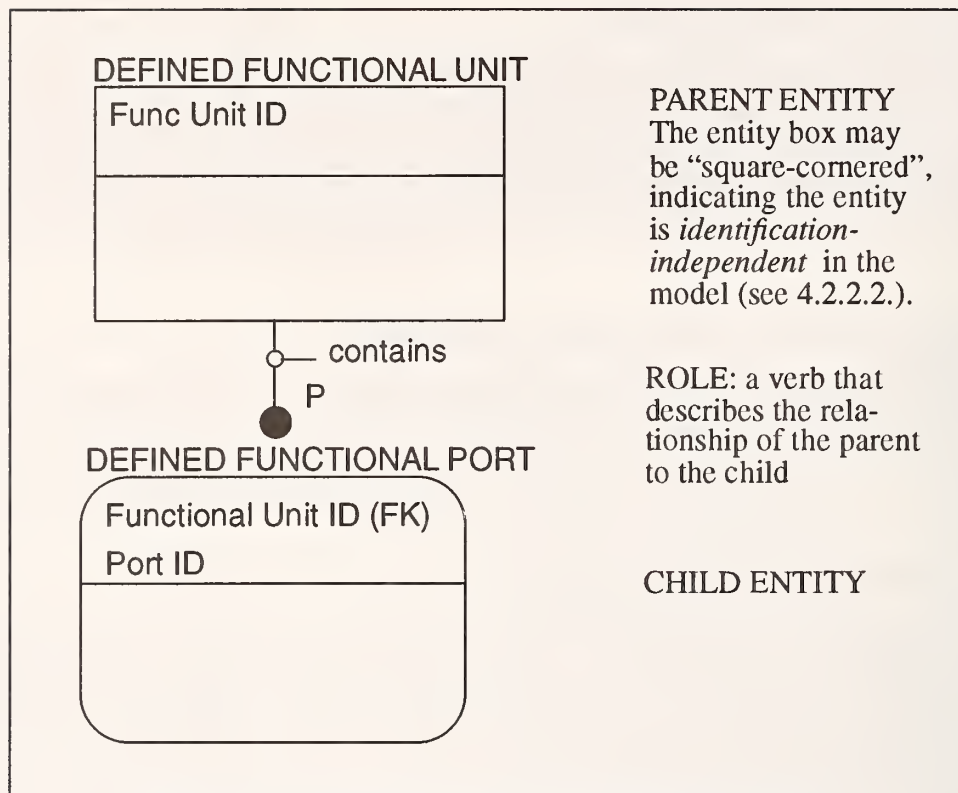 DEFINED FUNCTIONAL UNIT
Func Unit ID
contains
P
DEFINED FUNCTIONAL PORT
Functional Unit ID (FK)
Port ID
PARENT ENTITY
The entity box may
be “square-cornered”,
indicating the entity
is identification-
independent in the
model (see 4.2.2.2.).
ROLE: a verb that
describes the rela-
tionship of the parent
to the child
CHILD ENTITY